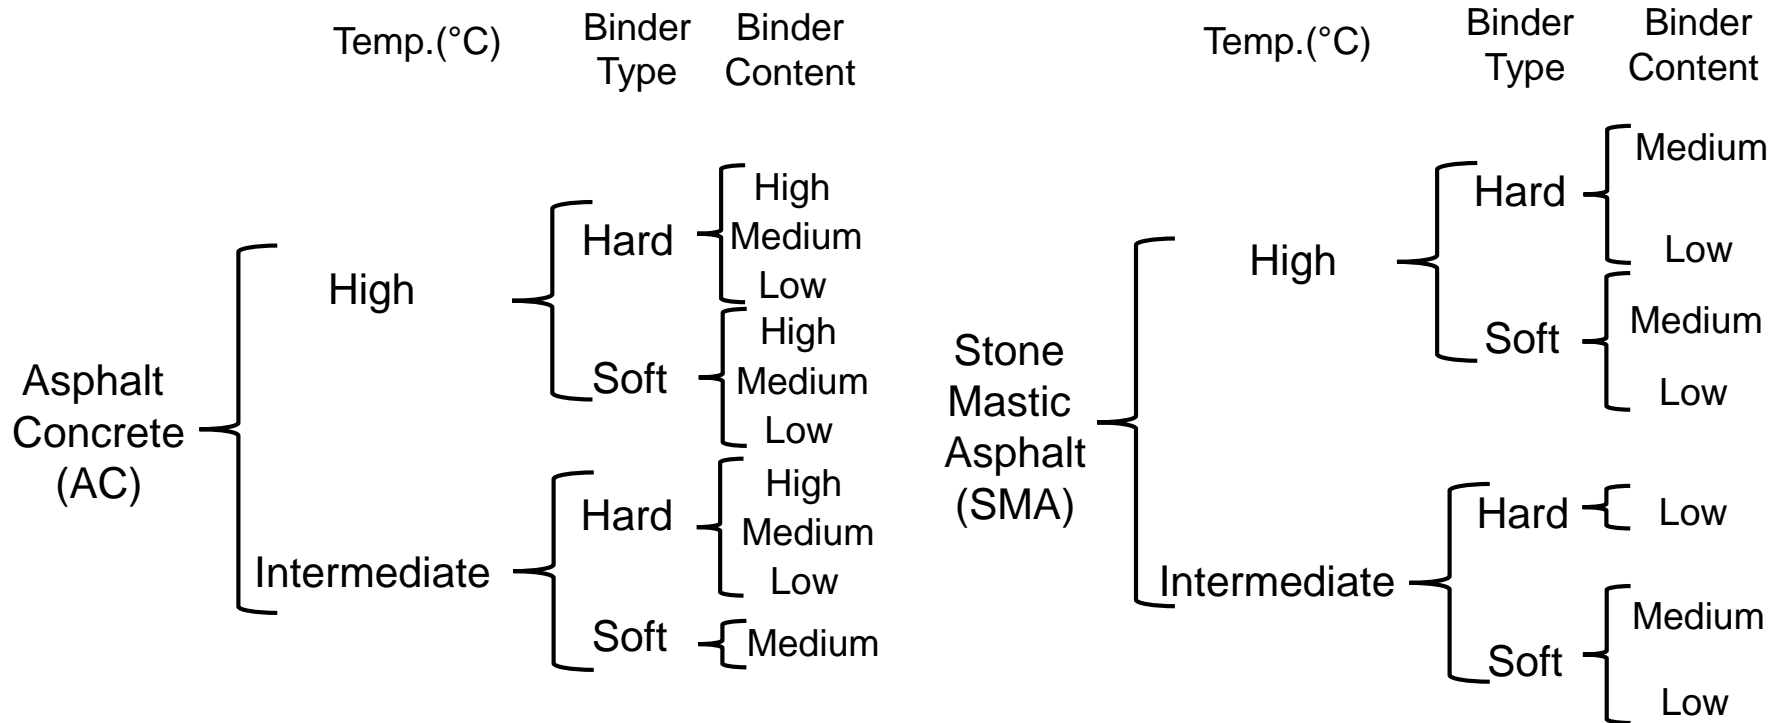 Temp.(°C)
Binder
Type
Binder
Content
Asphalt
Concrete
(AC)
High
Hard
High
Medium
Low
Soft
High
Medium
Low
Intermediate
Hard
High
Medium
Low
Soft
Medium
Temp.(°C)
Binder
Type
Binder
Content
Stone
Mastic
Asphalt
(SMA)
High
Hard
Medium
Low
Soft
Medium
Low
Intermediate
Hard
Low
Soft
Medium
Low